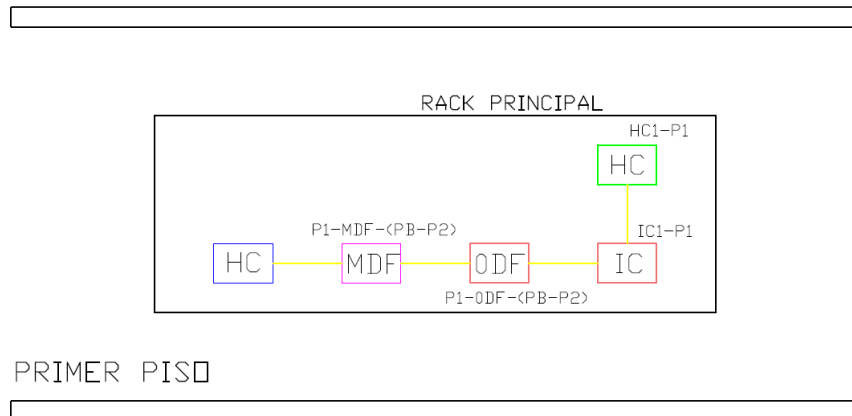 RACK PRINCIPAL
HC1-P1
HC
P1-MDF-(PB-P2)
IC1-P1
HC
MDF
ODF
IC
P1-ODF-(PB-P2)
PRIMER PISO